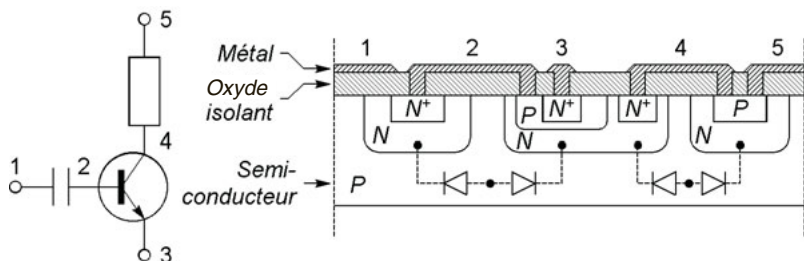 5
4
1
2
3
Métal
Oxyde
isolant
Semi-
conducteur
1 2 3 4 5
N+ P N+ N+ P
N N N
P